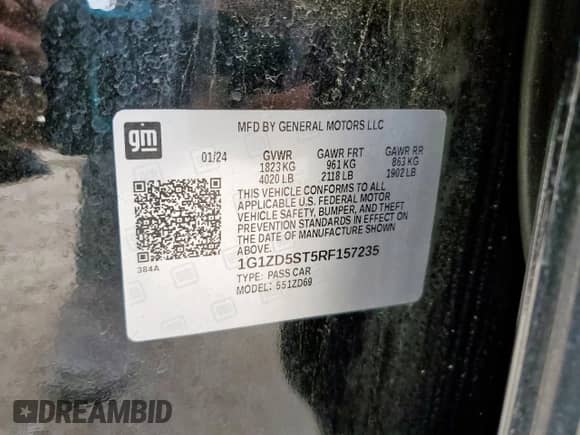 gm
MFD BY GENERAL MOTORS LLC
01/24 GVWR GAWR FRT GAWR RR
1823 KG 961 KG 863 KG
4020 LB 2118 LB 1902 LB
THIS VEHICLE CONFORMS TO ALL
APPLICABLE U.S. FEDERAL MOTOR
VEHICLE SAFETY, BUMPER, AND THEFT
PREVENTION STANDARDS IN EFFECT ON
THE DATE OF MANUFACTURE SHOWN
ABOVE.
384A
1G1ZD5ST5RF157235
TYPE: PASS CAR
MODEL: 551ZD69
DREAMBID